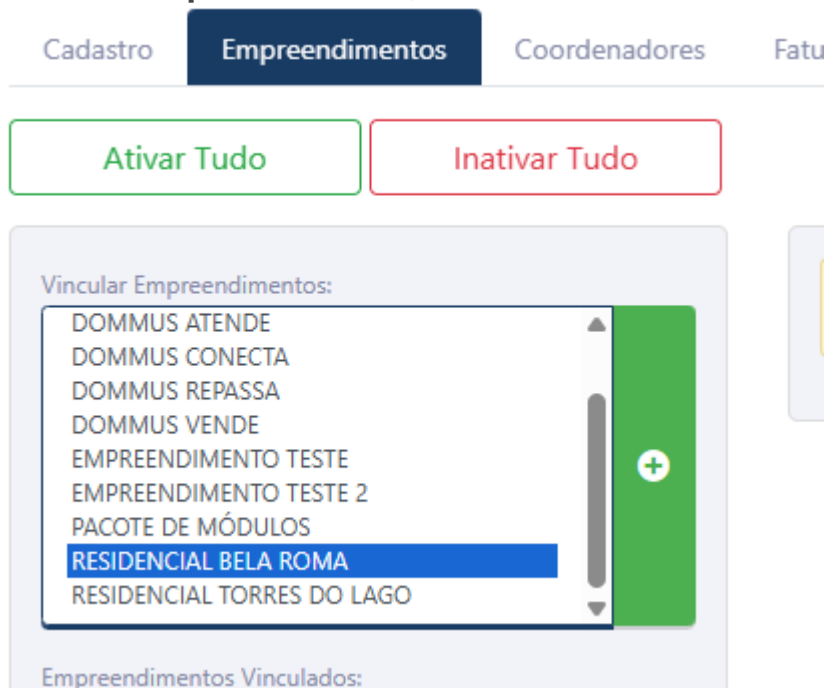 Cadastro Empreendimentos Coordenadores Fatu
Ativar Tudo Inativar Tudo
Vincular Empreendimentos:
DOMMUS ATENDE
DOMMUS CONECTA
DOMMUS REPASSA
DOMMUS VENDE
EMPREENDIMENTO TESTE
EMPREENDIMENTO TESTE 2
PACOTE DE MÓDULOS
RESIDENCIAL BELA ROMA
RESIDENCIAL TORRES DO LAGO
Empreendimentos Vinculados: